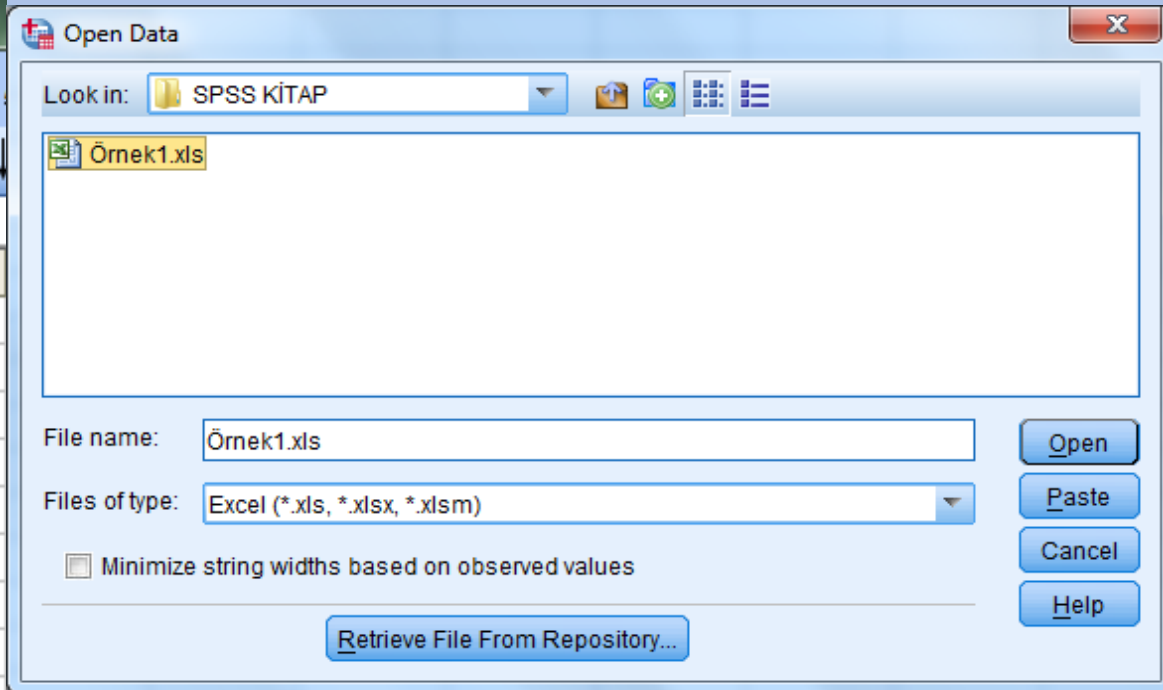 Open Data
Look in: SPSS KİTAP
Örnek1.xls
File name: Örnek1.xls
Open
Files of type: Excel (*.xls, *.xlsx, *.xlsm)
Paste
Minimize string widths based on observed values
Cancel
Help
Retrieve File From Repository...